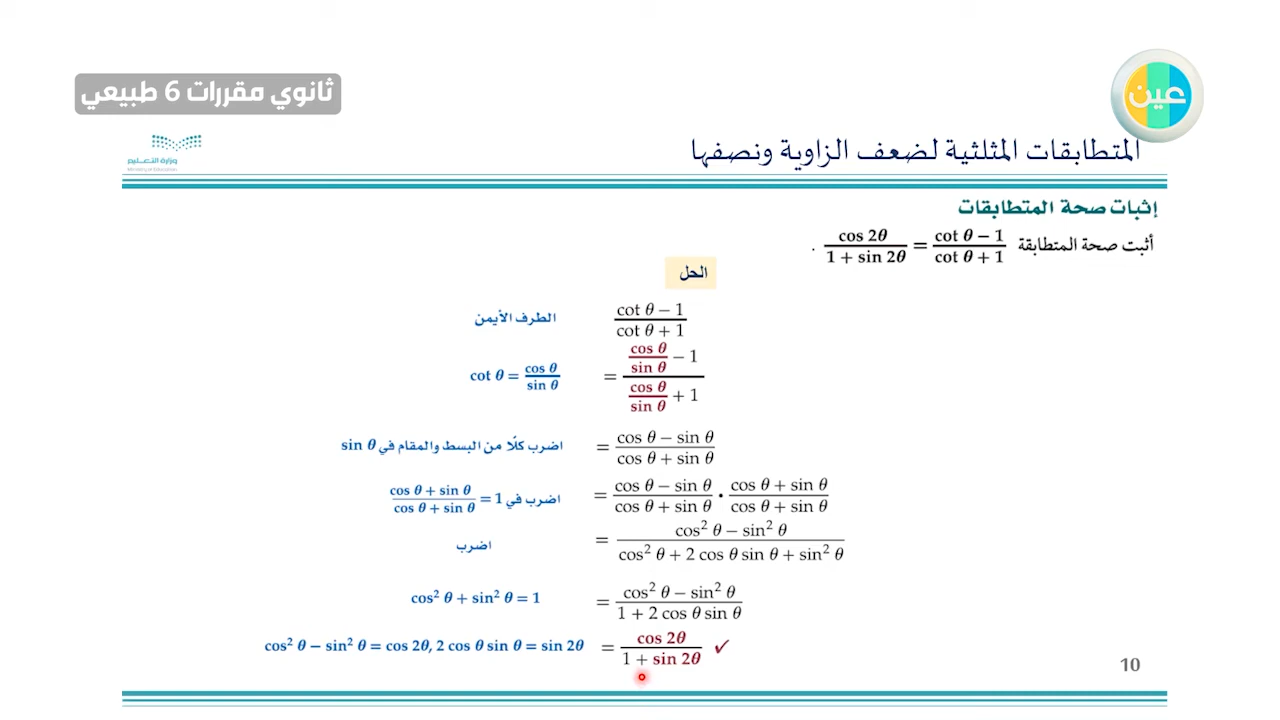 ثانوي مقررات 6 طبيعي
عين
وزارة التعليم
Ministry of Education
المتطابقات المثلثية لضعف الزاوية ونصفها
إثبات صحة المتطابقات
أثبت صحة المتطابقة cos 2θ / 1 + sin 2θ = cot θ − 1 / cot θ + 1 .
الحل
cot θ − 1 / cot θ + 1 الطرف الأيمن
= (cos θ / sin θ − 1) / (cos θ / sin θ + 1) cot θ = cos θ / sin θ
= cos θ − sin θ / cos θ + sin θ اضرب كلًا من البسط والمقام في sin θ
= cos θ − sin θ / cos θ + sin θ • cos θ + sin θ / cos θ + sin θ اضرب في 1 = cos θ + sin θ / cos θ + sin θ
= cos² θ − sin² θ / cos² θ + 2 cos θ sin θ + sin² θ اضرب
= cos² θ − sin² θ / 1 + 2 cos θ sin θ cos² θ + sin² θ = 1
= cos 2θ / 1 + sin 2θ ✓ cos² θ − sin² θ = cos 2θ, 2 cos θ sin θ = sin 2θ
10